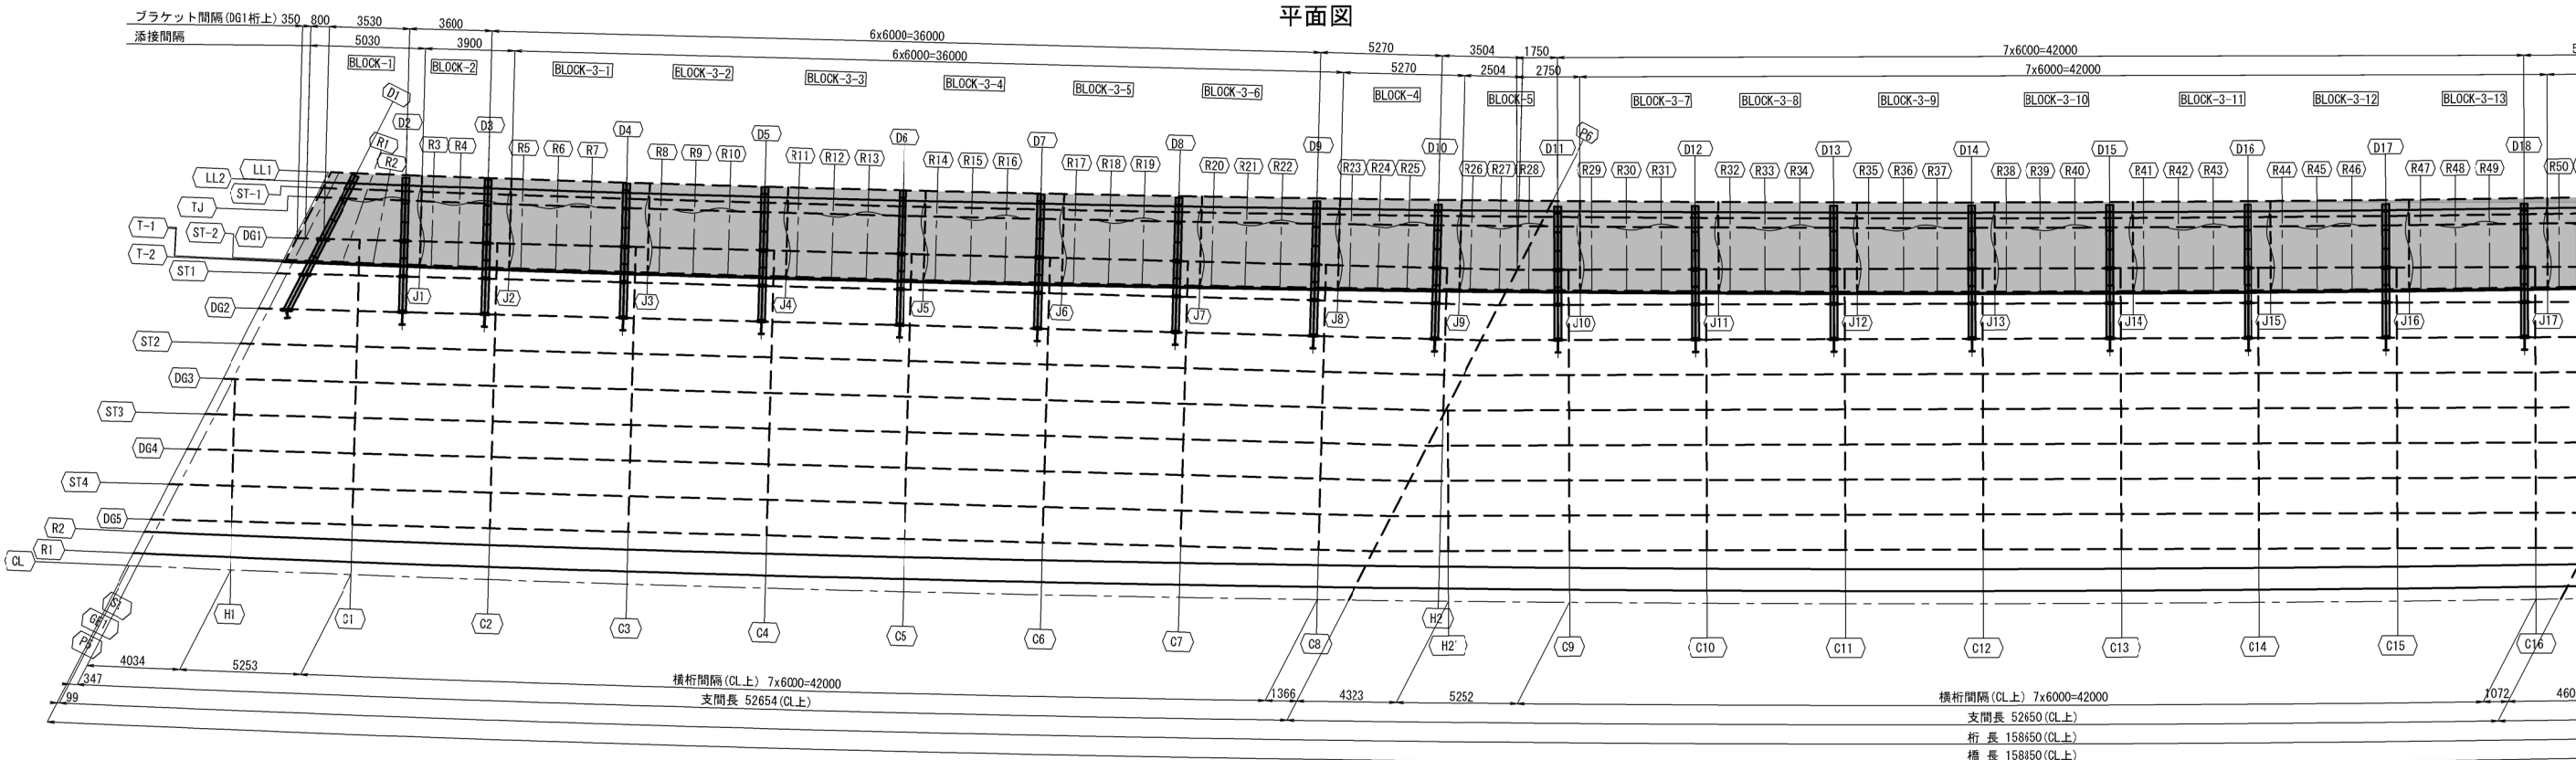 平面図
ブラケット間隔(DG1桁上) 350 800 3530 3600 6x6000=36000 5270 3504 1750 7x6000=42000
添接間隔 5030 3900 6x6000=36000 5270 2504 2750 7x6000=42000
BLOCK-1 BLOCK-2 BLOCK-3-1 BLOCK-3-2 BLOCK-3-3 BLOCK-3-4 BLOCK-3-5 BLOCK-3-6 BLOCK-4 BLOCK-5 BLOCK-3-7 BLOCK-3-8 BLOCK-3-9 BLOCK-3-10 BLOCK-3-11 BLOCK-3-12 BLOCK-3-13
D1 D2 D3 D4 D5 D6 D7 D8 D9 D10 D11 P6 D12 D13 D14 D15 D16 D17 D18
R1 R2 R3 R4 R5 R6 R7 R8 R9 R10 R11 R12 R13 R14 R15 R16 R17 R18 R19 R20 R21 R22 R23 R24 R25 R26 R27 R28 R29 R30 R31 R32 R33 R34 R35 R36 R37 R38 R39 R40 R41 R42 R43 R44 R45 R46 R47 R48 R49 R50
LL1
LL2
ST-1
TJ
T-1
ST-2
DG1
T-2
ST1
J1 J2 J3 J4 J5 J6 J7 J8 J9 J10 J11 J12 J13 J14 J15 J16 J17
DG2
ST2
DG3
ST3
DG4
ST4
DG5
R2
R1
CL
S1
GE1
P5
H1 C1 C2 C3 C4 C5 C6 C7 C8 H2 H2' C9 C10 C11 C12 C13 C14 C15 C16
4034 5253 横桁間隔(CL上) 7x6000=42000 1366 4323 5252 横桁間隔(CL上) 7x6000=42000 1072 460
347 支間長 52654(CL上) 支間長 52650(CL上)
99 桁 長 158650(CL上)
橋 長 158850(CL上)